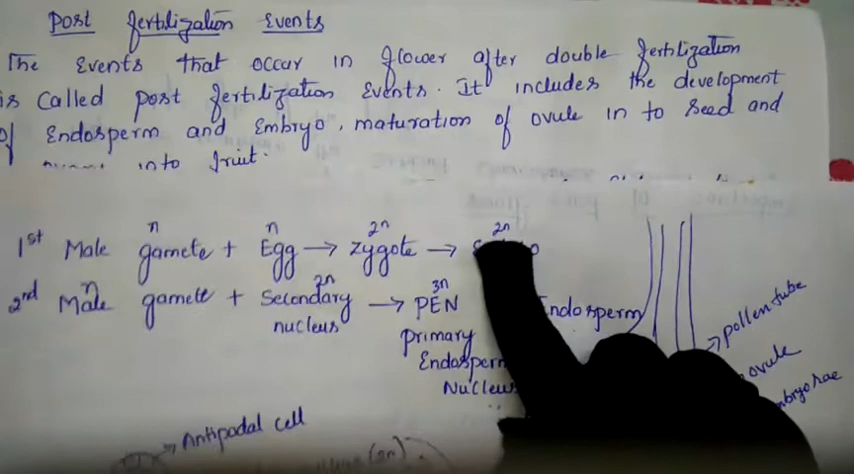 Post fertilization Events
The Events that occur in flower after double fertilization
is called post fertilization Events. It includes the development
of Endosperm and Embryo, maturation of ovule in to seed and
into fruit.
n n 2n 2n
1st Male gamete + Egg → Zygote →
n 2n 3n
2nd Male gamete + Secondary nucleus → PEN
Endosperm
Primary
Endosperm
Nucleus
→ pollen tube
ovule
→ Antipodal cell
(2n)